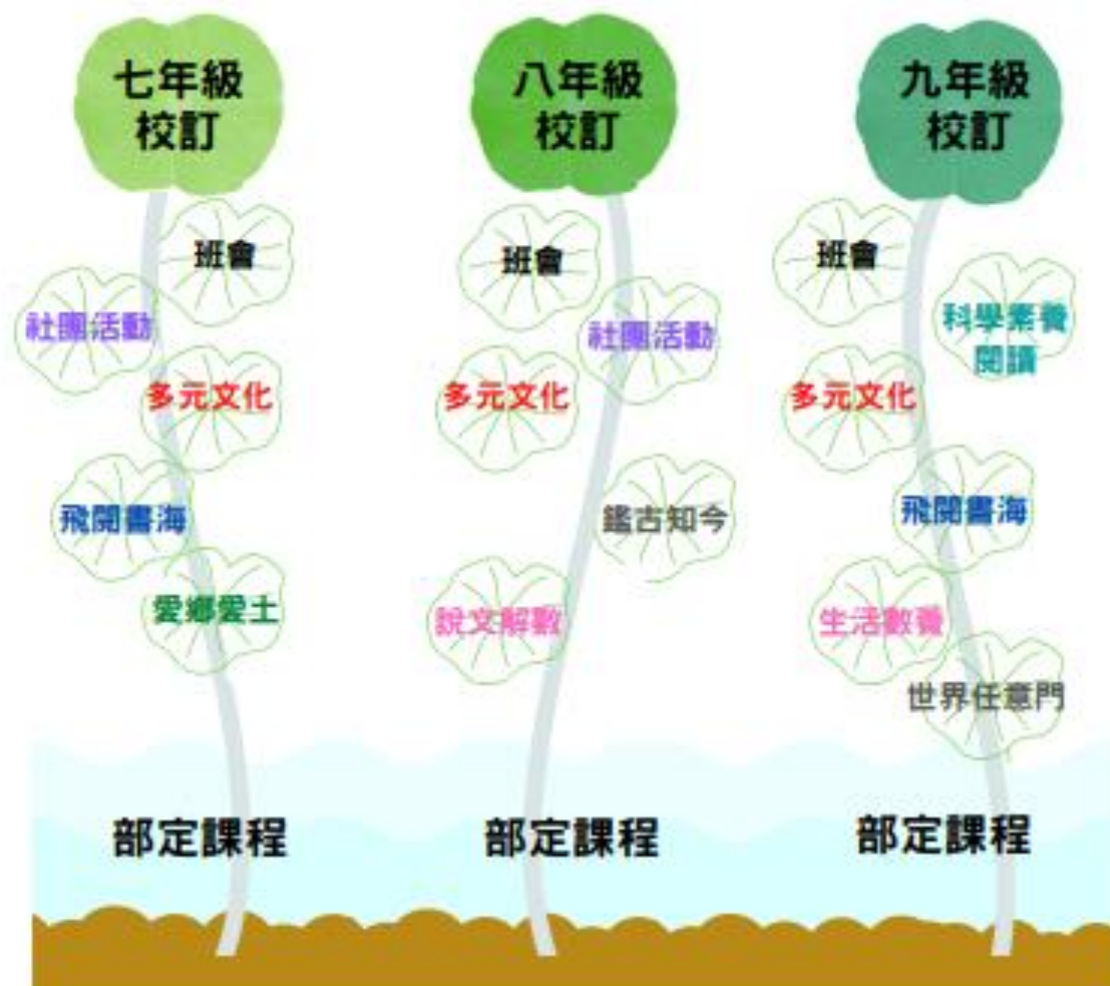 七年級
校訂
班會
社團活動
多元文化
飛閱書海
愛鄉愛土
部定課程
八年級
校訂
班會
社團活動
多元文化
鑑古知今
說文解數
部定課程
九年級
校訂
班會
科學素養
閱讀
多元文化
飛閱書海
生活數養
世界任意門
部定課程